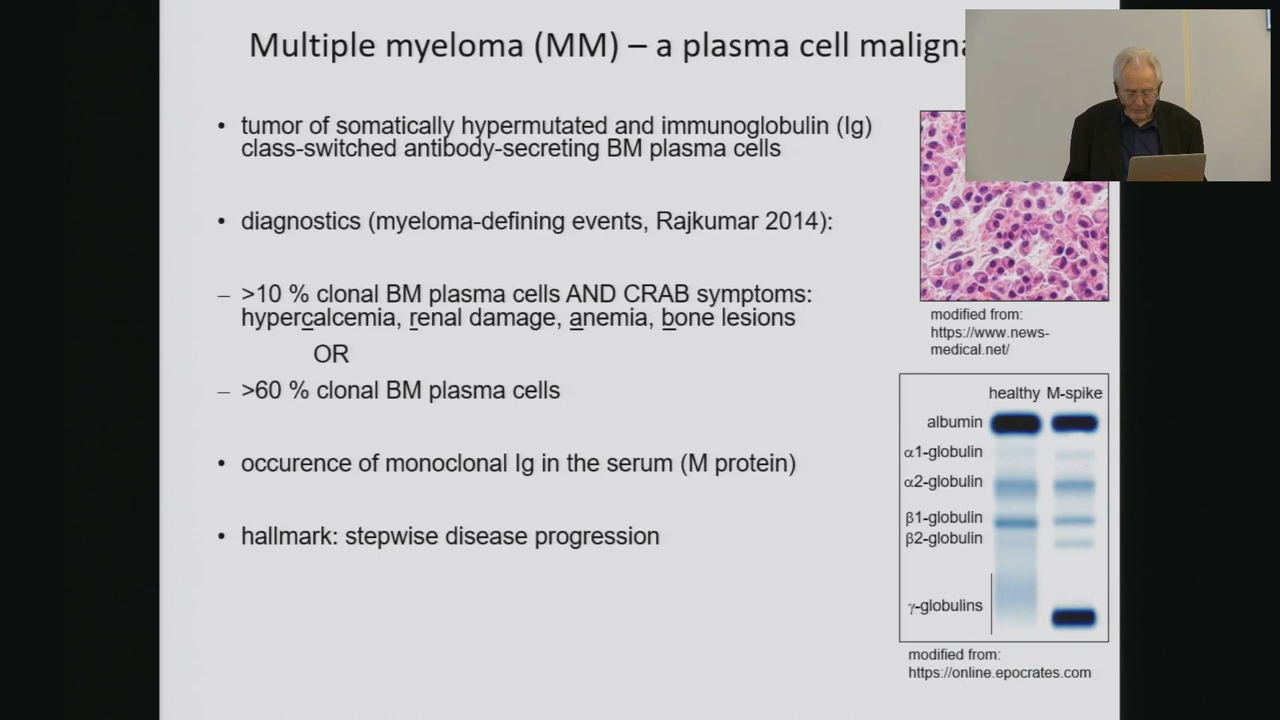 Multiple myeloma (MM) – a plasma cell
• tumor of somatically hypermutated and immunoglobulin (Ig)
class-switched antibody-secreting BM plasma cells
• diagnostics (myeloma-defining events, Rajkumar 2014):
– >10 % clonal BM plasma cells AND CRAB symptoms:
hypercalcemia, renal damage, anemia, bone lesions
OR
– >60 % clonal BM plasma cells
• occurence of monoclonal Ig in the serum (M protein)
• hallmark: stepwise disease progression
modified from:
https://www.news-
medical.net/
healthy M-spike
albumin
α1-globulin
α2-globulin
β1-globulin
β2-globulin
γ-globulins
modified from:
https://online.epocrates.com